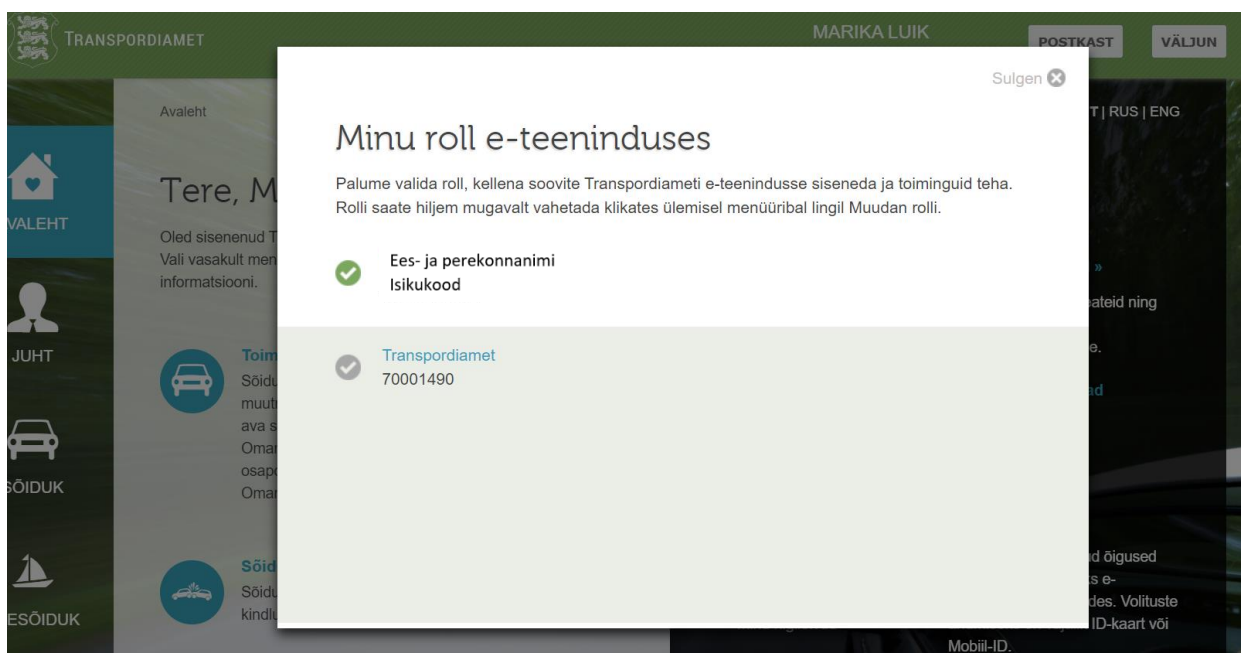 TRANSPORDIAMET
MARIKA LUIK
POSTKAST
VÄLJUN
Sulgen
Avaleht
RUS | ENG
Minu roll e-teeninduses
Palume valida roll, kellena soovite Transpordiameti e-teenindusse siseneda ja toiminguid teha.
Rolli saate hiljem mugavalt vahetada klikates ülemisel menüüribal lingil Muudan rolli.
Tere, M
VALEHT
Oled sisenenud T
Vali vasakult men
informatsiooni.
Ees- ja perekonnanimi
Isikukood
»
ateid ning
JUHT
Transpordiamet
70001490
e.
ad
Toim
Sõidu
muutr
ava s
Omar
osapo
Omar
SÕIDUK
Sõid
Sõidu
kindlu
ESÕIDUK
d õigused
s e-
des. Volituste
ID-kaart või
Mobiil-ID.